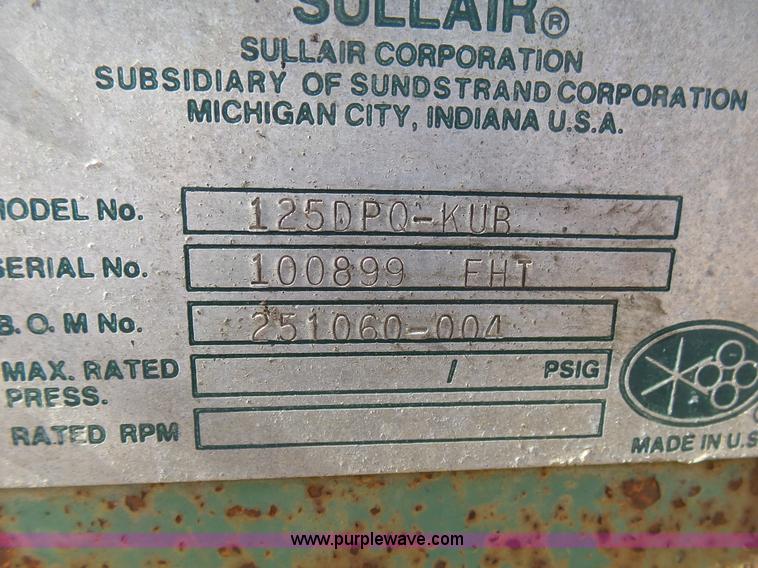 SULLAIR®
SULLAIR CORPORATION
SUBSIDIARY OF SUNDSTRAND CORPORATION
MICHIGAN CITY, INDIANA U.S.A.
MODEL No. 125DPQ-KUB
SERIAL No. 100899 FHT
B.O.M No. 251060-004
MAX. RATED PRESS. / PSIG
RATED RPM
MADE IN U.S
www.purplewave.com